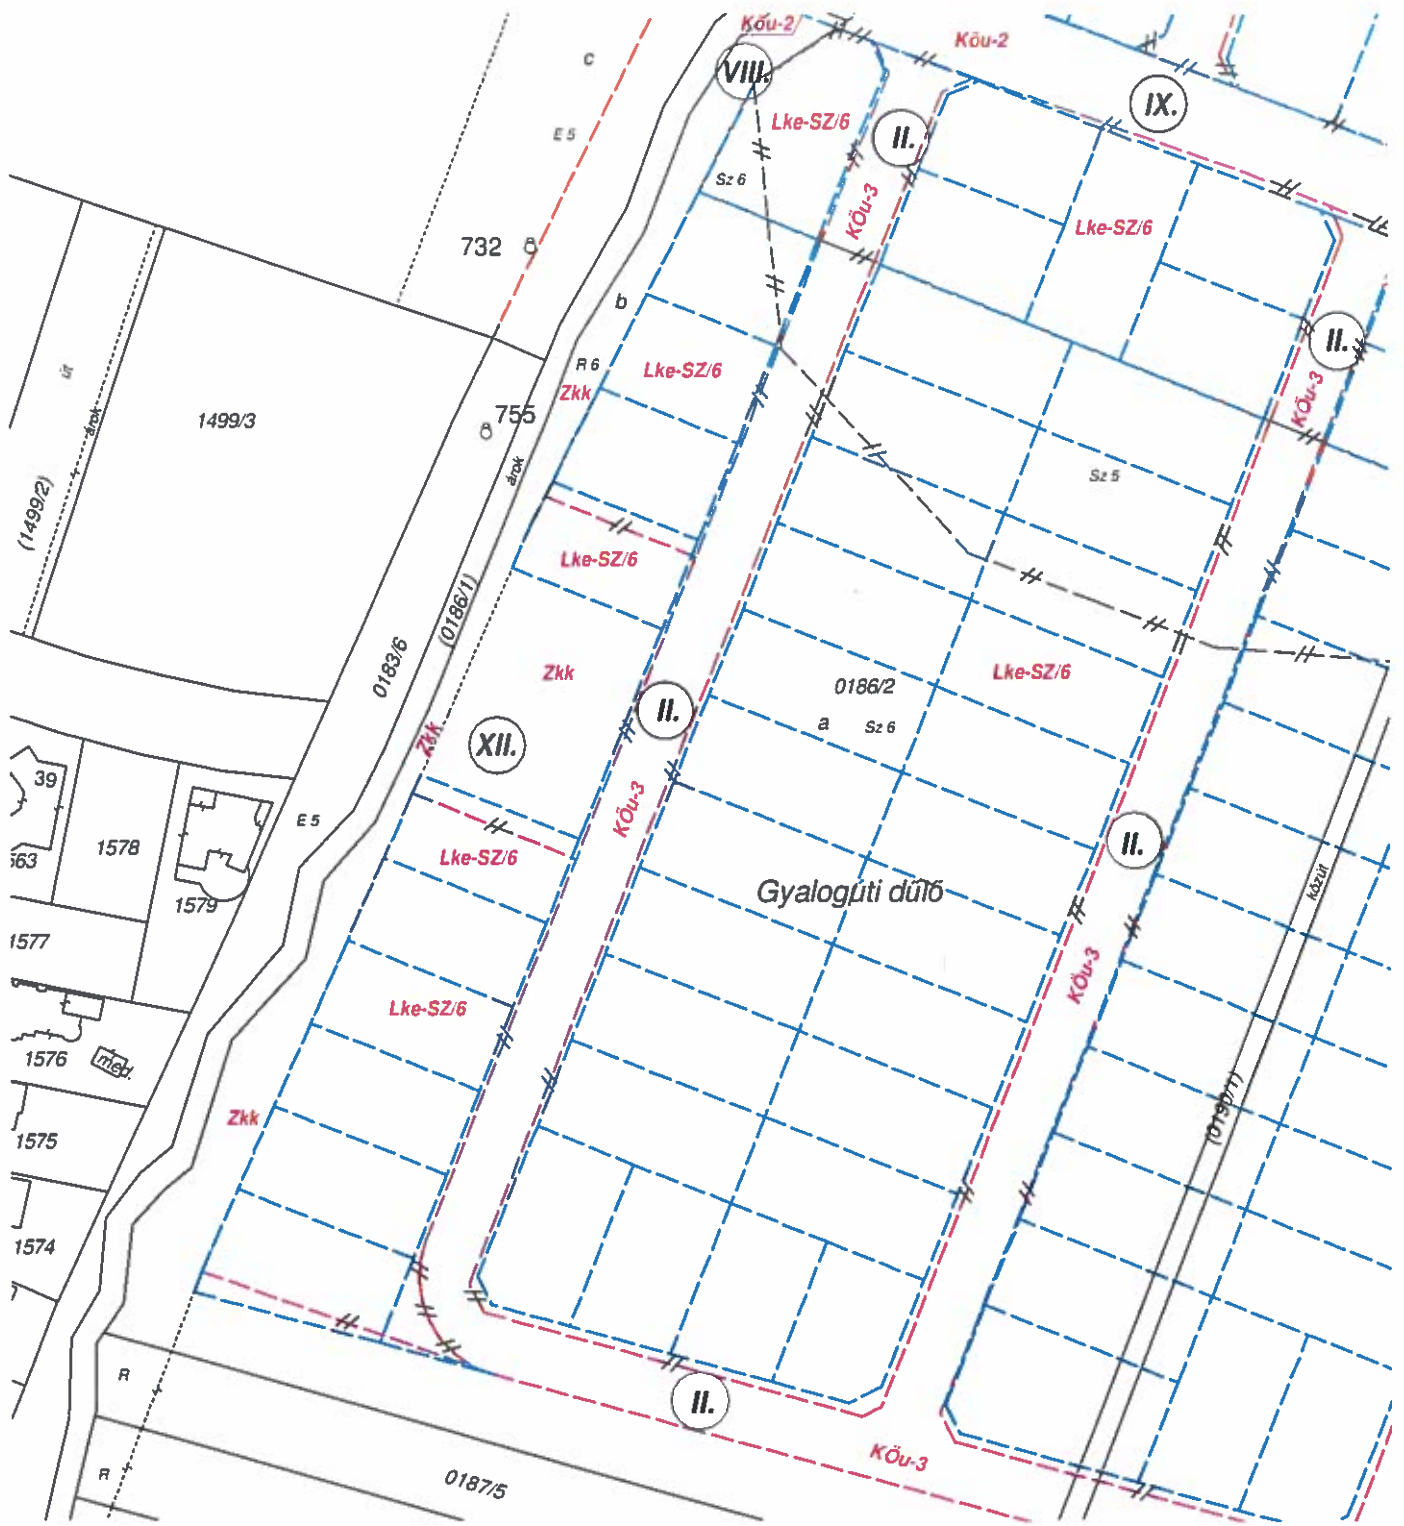 Kőu-2
Kőu-2
C
VIII.
IX.
Lke-SZ/6
II.
E 5
Sz 6
KÖu-3
Lke-SZ/6
732
b
II.
R 6
Lke-SZ/6
Zkk
KÖu-3
út
árok
1499/3
755
árok
Sz 5
(1499/2)
Lke-SZ/6
(0186/1)
0183/6
Zkk
0186/2
Lke-SZ/6
II.
a
Sz 6
Zkk
XII.
39
KÖu-3
E 5
1578
563
Lke-SZ/6
II.
Gyalogúti dűlő
közút
1579
1577
KÖu-3
Lke-SZ/6
1576
med.
Zkk
(0190/1)
1575
1574
R
II.
KÖu-3
R
0187/5